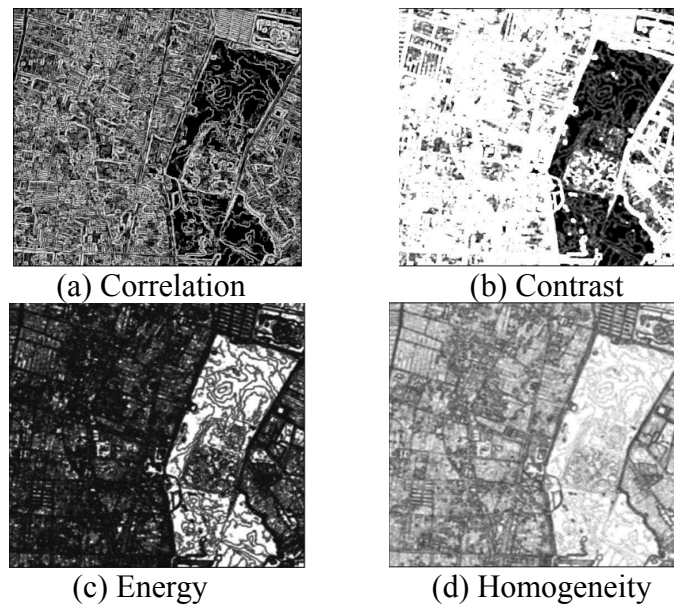 (a) Correlation
(b) Contrast
(c) Energy
(d) Homogeneity